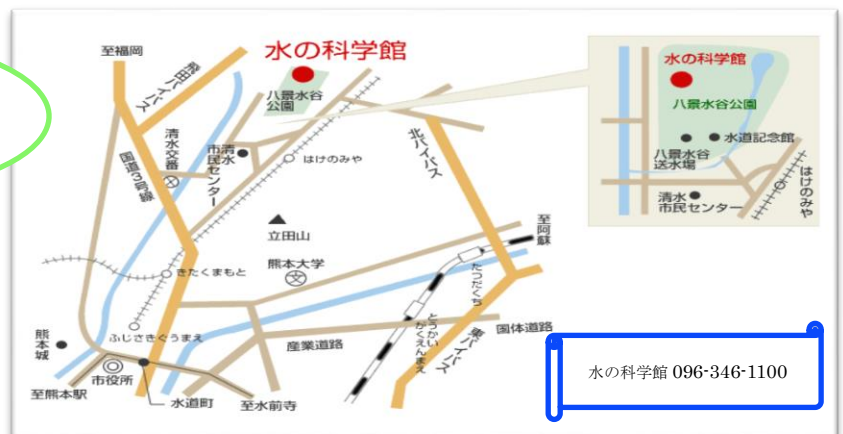 至福岡
飛田バイパス
水の科学館
八景水谷
公園
清水交番
清水
市民センター
国道3号線
はけのみや
北バイパス
立田山
至阿蘇
熊本大学
文
きたくまもと
たつだぐち
ふじさきぐうまえ
とうかい
がくえんまえ
東バイパス
国体道路
産業道路
熊本城
市役所
至熊本駅
水道町
至水前寺
水の科学館
八景水谷公園
水道記念館
八景水谷
送水場
はけのみや
清水
市民センター
水の科学館 096-346-1100